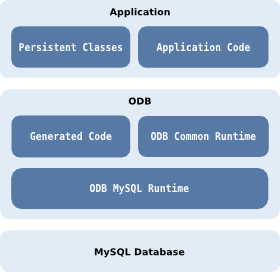 Application
Persistent Classes
Application Code
ODB
Generated Code
ODB Common Runtime
ODB MySQL Runtime
MySQL Database